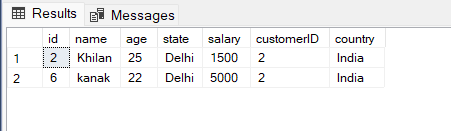 Results Messages
id name age state salary customerID country
1 2 Khilan 25 Delhi 1500 2 India
2 6 kanak 22 Delhi 5000 2 India